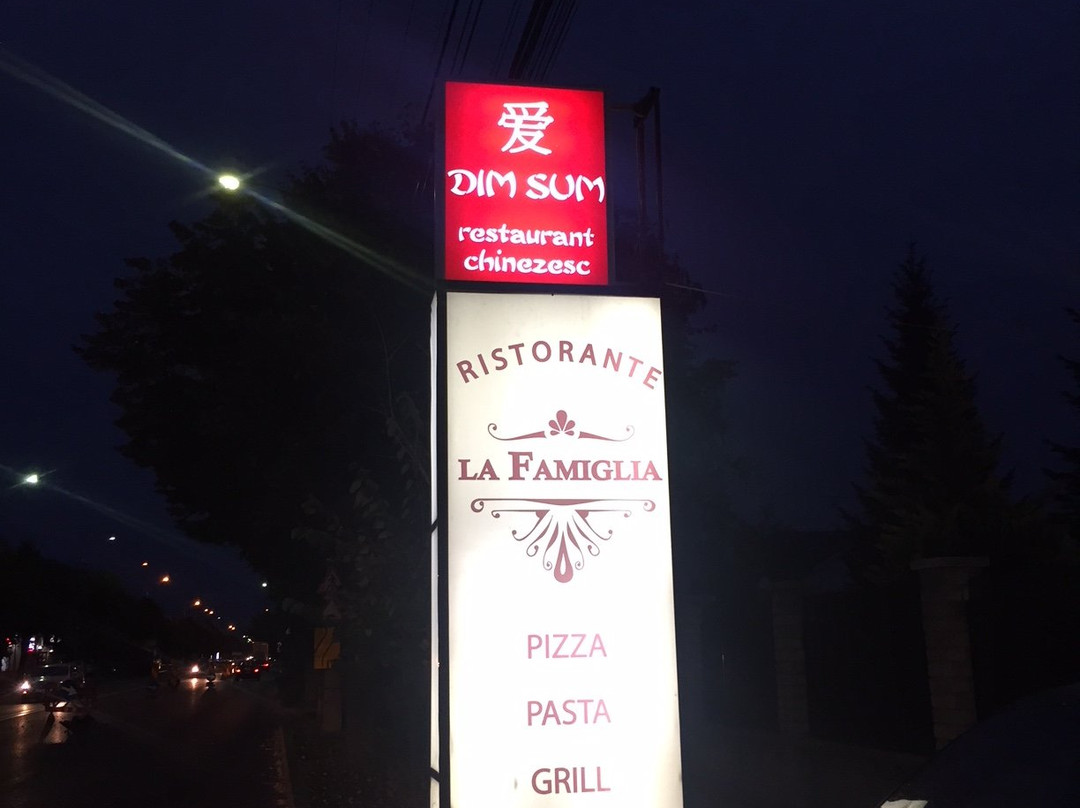 爱
DIM SUM
restaurant
chinezesc
RISTORANTE
LA FAMIGLIA
PIZZA
PASTA
GRILL